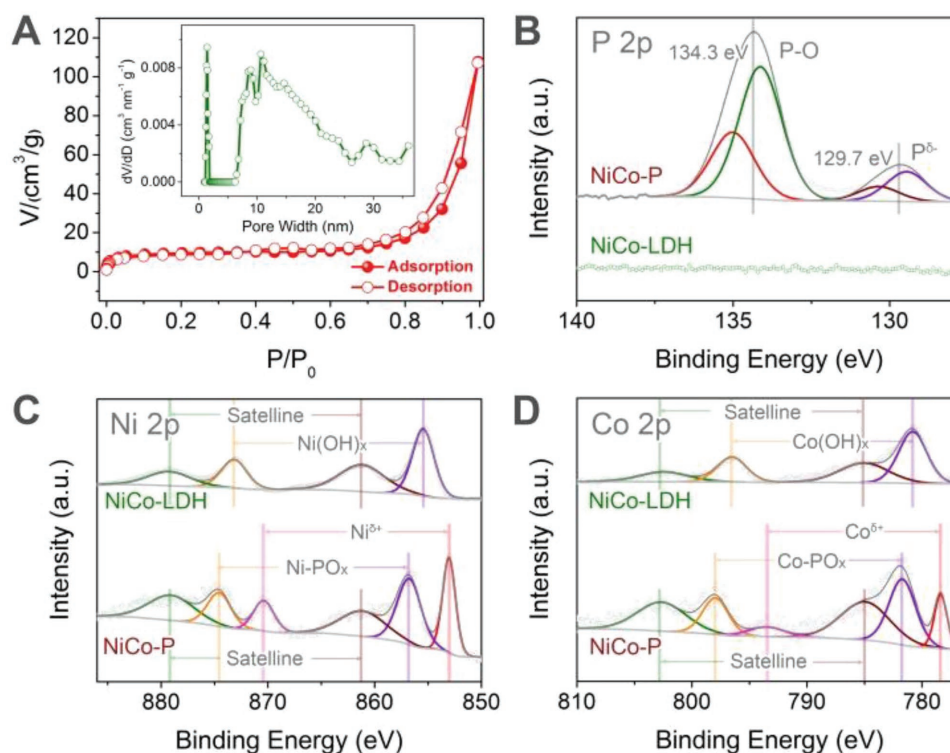 A
120
100
80
60
40
20
0
V/(cm³/g)
0.008
0.004
0.000
dV/dD (cm³ nm⁻¹ g⁻¹)
0 10 20 30
Pore Width (nm)
Adsorption
Desorption
0.0 0.2 0.4 0.6 0.8 1.0
P/P₀
B
P 2p
134.3 eV
P-O
129.7 eV
Pᵟ⁻
NiCo-P
NiCo-LDH
Intensity (a.u.)
140 135 130
Binding Energy (eV)
C
Ni 2p
Satelline
Ni(OH)ₓ
NiCo-LDH
Niᵟ⁺
Ni-POₓ
NiCo-P
Satelline
Intensity (a.u.)
880 870 860 850
Binding Energy (eV)
D
Co 2p
Satelline
Co(OH)ₓ
NiCo-LDH
Coᵟ⁺
Co-POₓ
NiCo-P
Satelline
Intensity (a.u.)
810 800 790 780
Binding Energy (eV)